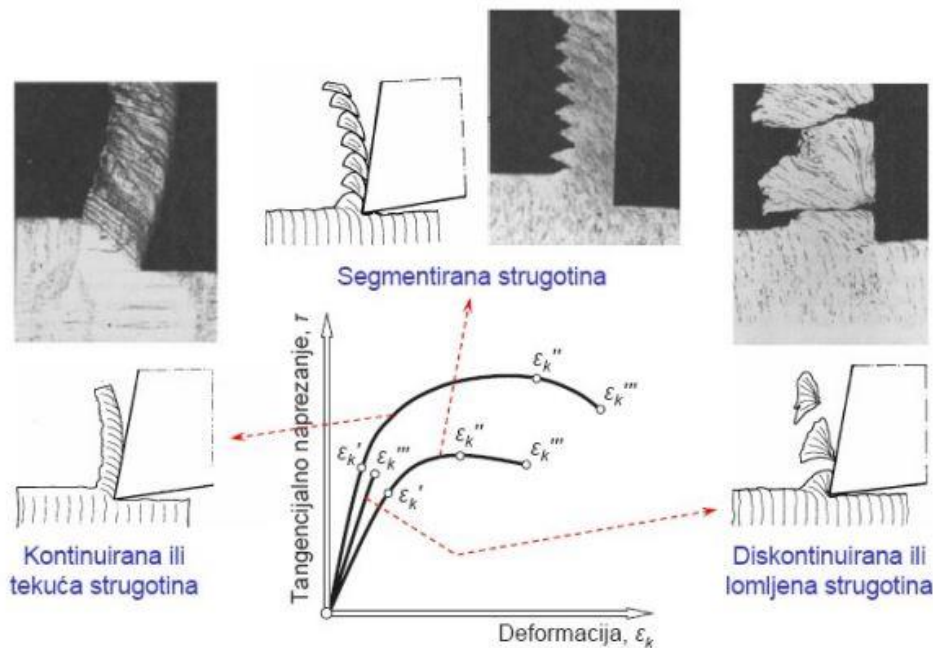 Segmentirana strugotina
Tangencijalno naprezanje, τ
εk''
εk'''
εk'
εk'''
εk''
εk'''
εk'
Kontinuirana ili
tekuća strugotina
Diskontinuirana ili
lomljena strugotina
Deformacija, εk